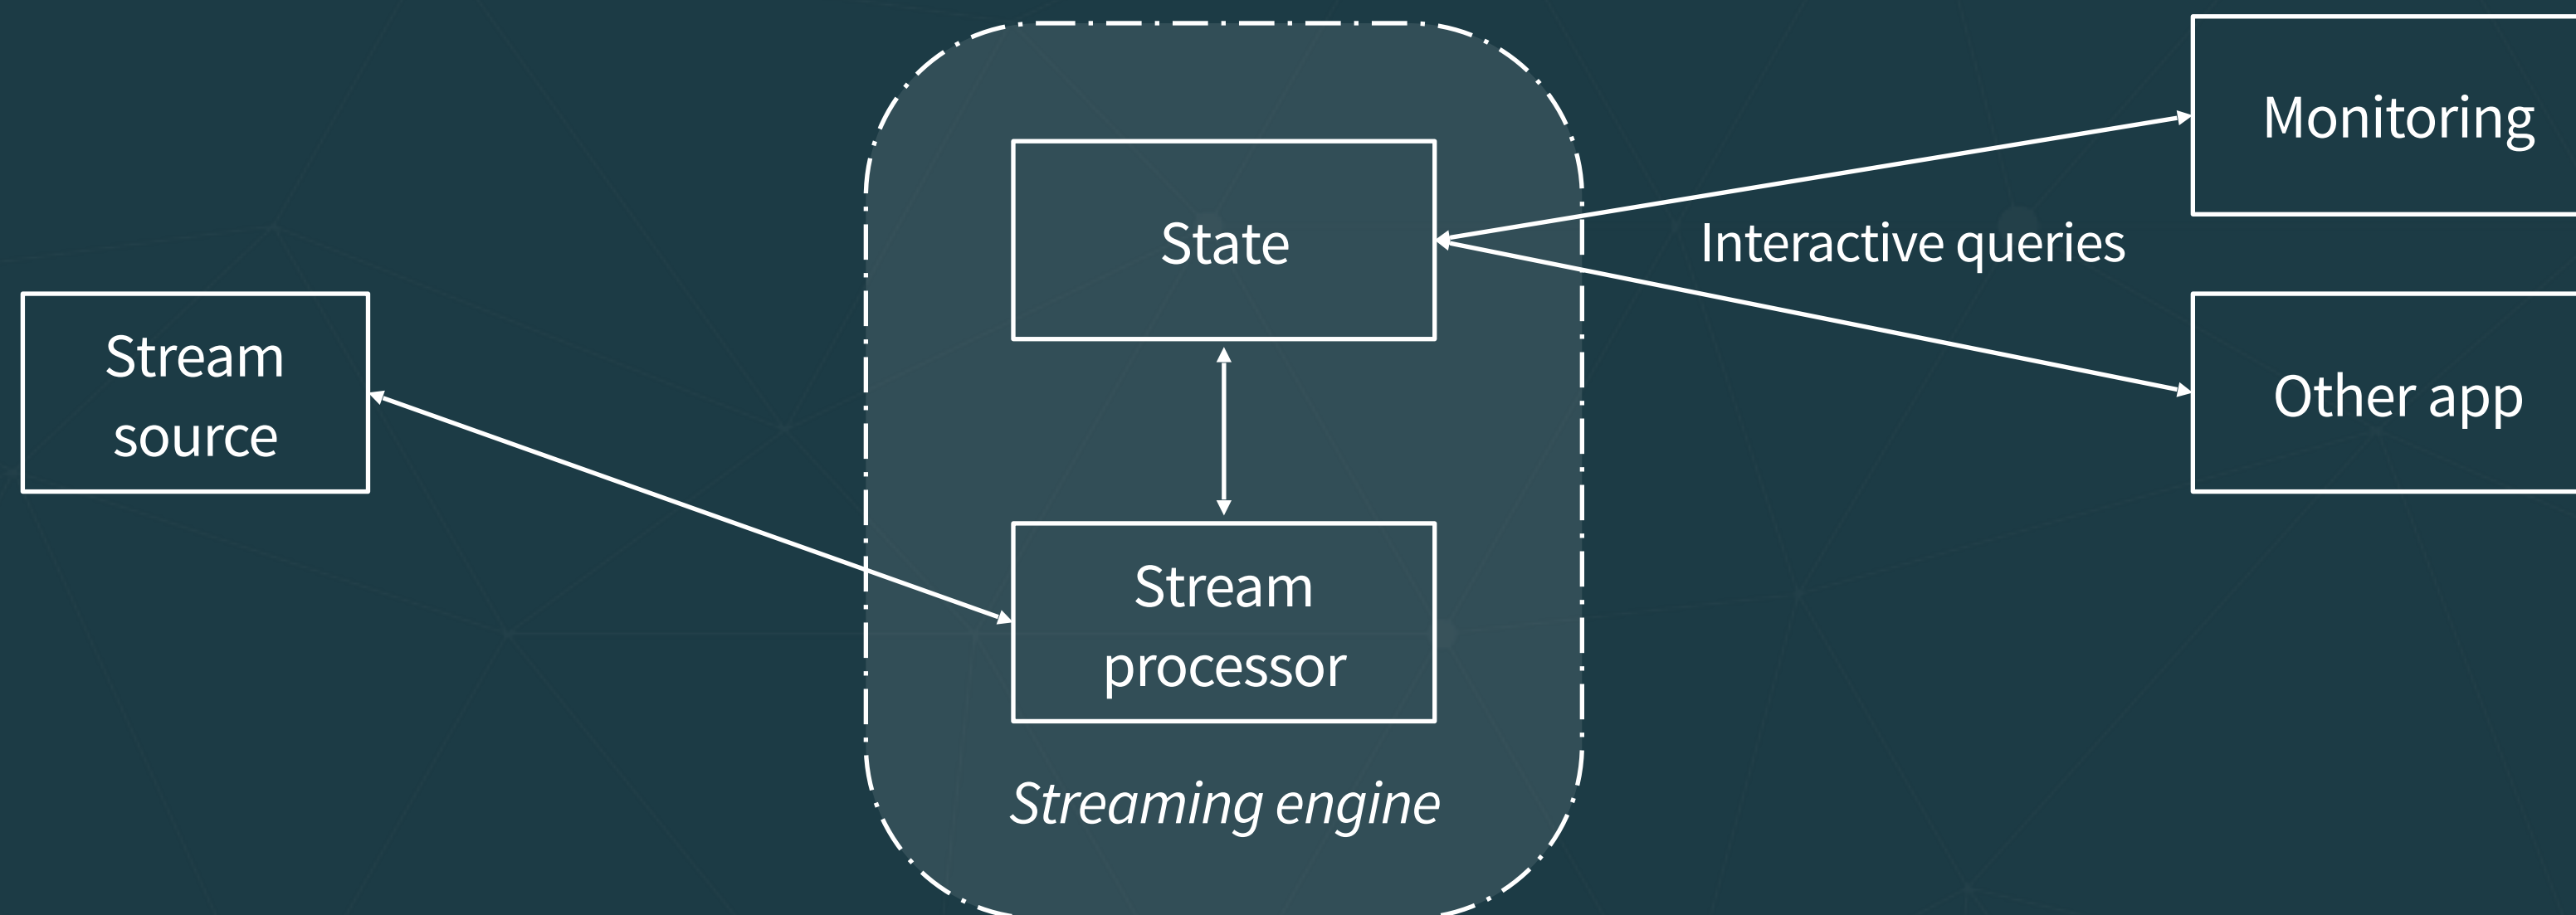 Stream
source
State
Stream
processor
Streaming engine
Interactive queries
Monitoring
Other app